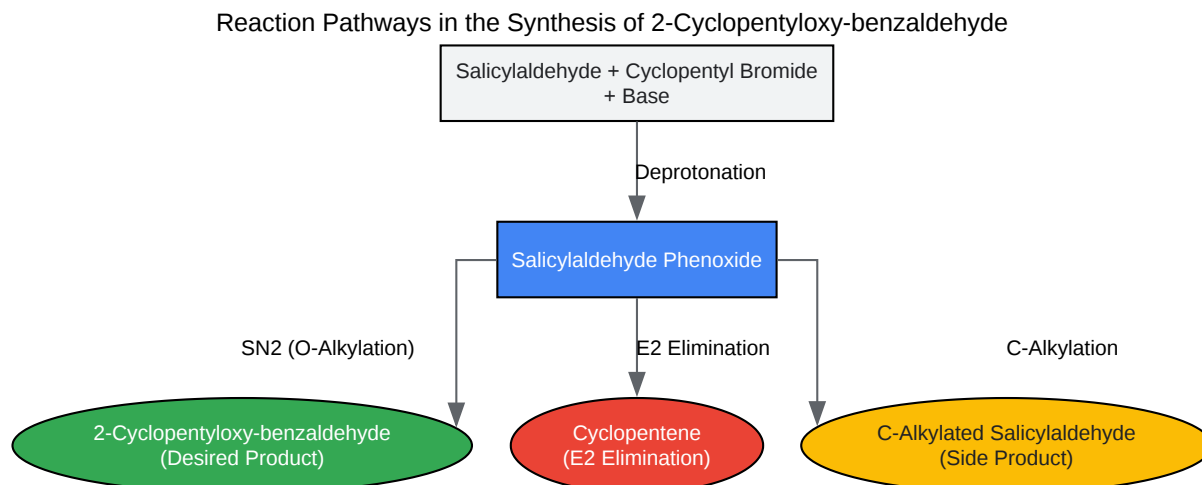 Reaction Pathways in the Synthesis of 2-Cyclopentyloxy-benzaldehyde
Salicylaldehyde + Cyclopentyl Bromide
+ Base
Deprotonation
Salicylaldehyde Phenoxide
SN2 (O-Alkylation)
E2 Elimination
C-Alkylation
2-Cyclopentyloxy-benzaldehyde
(Desired Product)
Cyclopentene
(E2 Elimination)
C-Alkylated Salicylaldehyde
(Side Product)